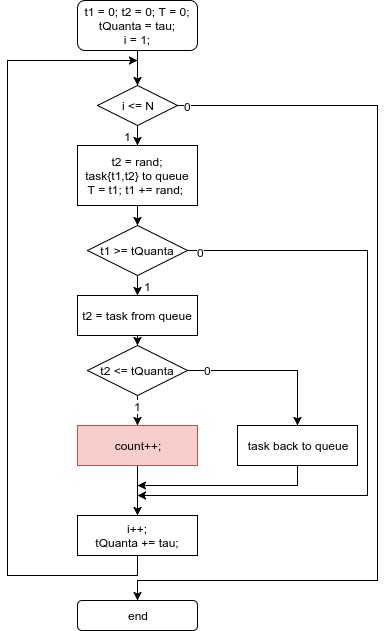 t1 = 0; t2 = 0; T = 0;
tQuanta = tau;
i = 1;
i <= N
0
1
t2 = rand;
task{t1,t2} to queue
T = t1; t1 += rand;
t1 >= tQuanta
0
1
t2 = task from queue
t2 <= tQuanta
0
1
count++;
task back to queue
i++;
tQuanta += tau;
end